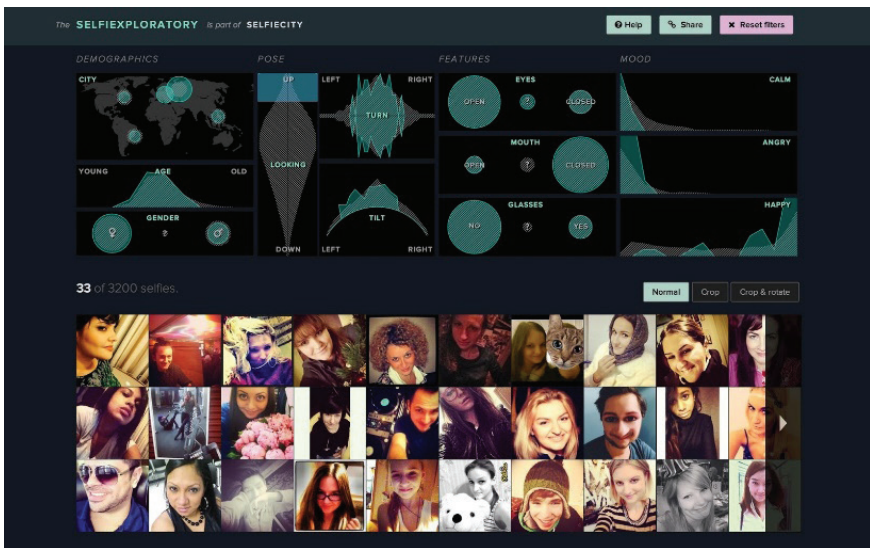 The SELFIEXPLORATORY is part of SELFIECITY
Help Share Reset filters
DEMOGRAPHICS POSE FEATURES MOOD
CITY
YOUNG AGE OLD
GENDER
?
UP
LOOKING
DOWN
LEFT RIGHT
TURN
TILT
LEFT RIGHT
EYES
OPEN ? CLOSED
MOUTH
OPEN ? CLOSED
GLASSES
NO ? YES
CALM
ANGRY
HAPPY
33 of 3200 selfies.
Normal Crop Crop & rotate